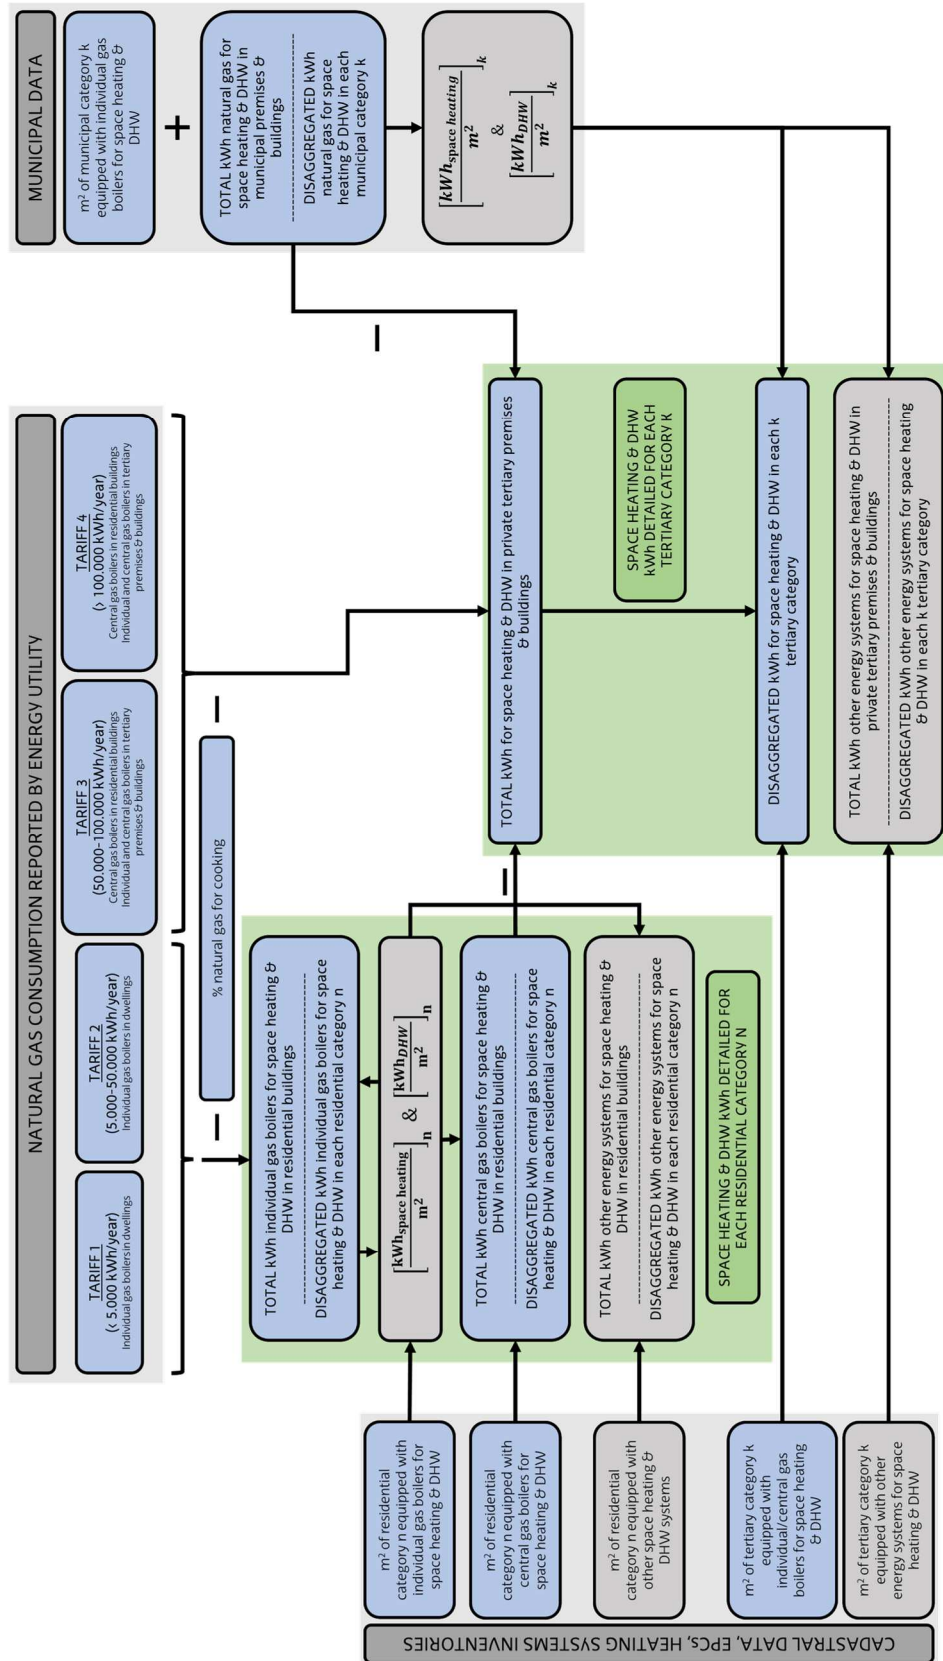 NATURAL GAS CONSUMPTION REPORTED BY ENERGY UTILITY
TARIFF 1
(< 5.000 kWh/year)
Individual gas boilers in dwellings
TARIFF 2
(5.000-50.000 kWh/year)
Individual gas boilers in dwellings
TARIFF 3
(50.000-100.000 kWh/year)
Central gas boilers in residential buildings
Individual and central gas boilers in tertiary
premises & buildings
TARIFF 4
(> 100.000 kWh/year)
Central gas boilers in residential buildings
Individual and central gas boilers in tertiary
premises & buildings
MUNICIPAL DATA
m² of municipal category k
equipped with individual gas
boilers for space heating &
DHW
+
TOTAL kWh natural gas for
space heating & DHW in
municipal premises &
buildings
DISAGGREGATED kWh
natural gas for space
heating & DHW in each
municipal category k
[kWh_space heating / m²]_k
&
[kWh_DHW / m²]_k
–
% natural gas for cooking
–
–
CADASTRAL DATA, EPCs, HEATING SYSTEMS INVENTORIES
m² of residential
category n equipped with
individual gas boilers for
space heating & DHW
m² of residential
category n equipped with
central gas boilers for
space heating & DHW
m² of residential
category n equipped with
other space heating &
DHW systems
m² of tertiary category k
equipped with
individual/central gas
boilers for space heating
& DHW
m² of tertiary category k
equipped with other
energy systems for space
heating & DHW
TOTAL kWh individual gas boilers for space heating &
DHW in residential buildings
DISAGGREGATED kWh individual gas boilers for space
heating & DHW in each residential category n
[kWh_space heating / m²]_n & [kWh_DHW / m²]_n
TOTAL kWh central gas boilers for space heating &
DHW in residential buildings
DISAGGREGATED kWh central gas boilers for space
heating & DHW in each residential category n
TOTAL kWh other energy systems for space heating &
DHW in residential buildings
DISAGGREGATED kWh other energy systems for space
heating & DHW in each residential category n
SPACE HEATING & DHW kWh DETAILED FOR
EACH RESIDENTIAL CATEGORY N
–
TOTAL kWh for space heating & DHW in private tertiary premises
& buildings
SPACE HEATING & DHW
kWh DETAILED FOR EACH
TERTIARY CATEGORY K
DISAGGREGATED kWh for space heating & DHW in each k
tertiary category
TOTAL kWh other energy systems for space heating & DHW in
private tertiary premises & buildings
DISAGGREGATED kWh other energy systems for space heating
& DHW in each k tertiary category